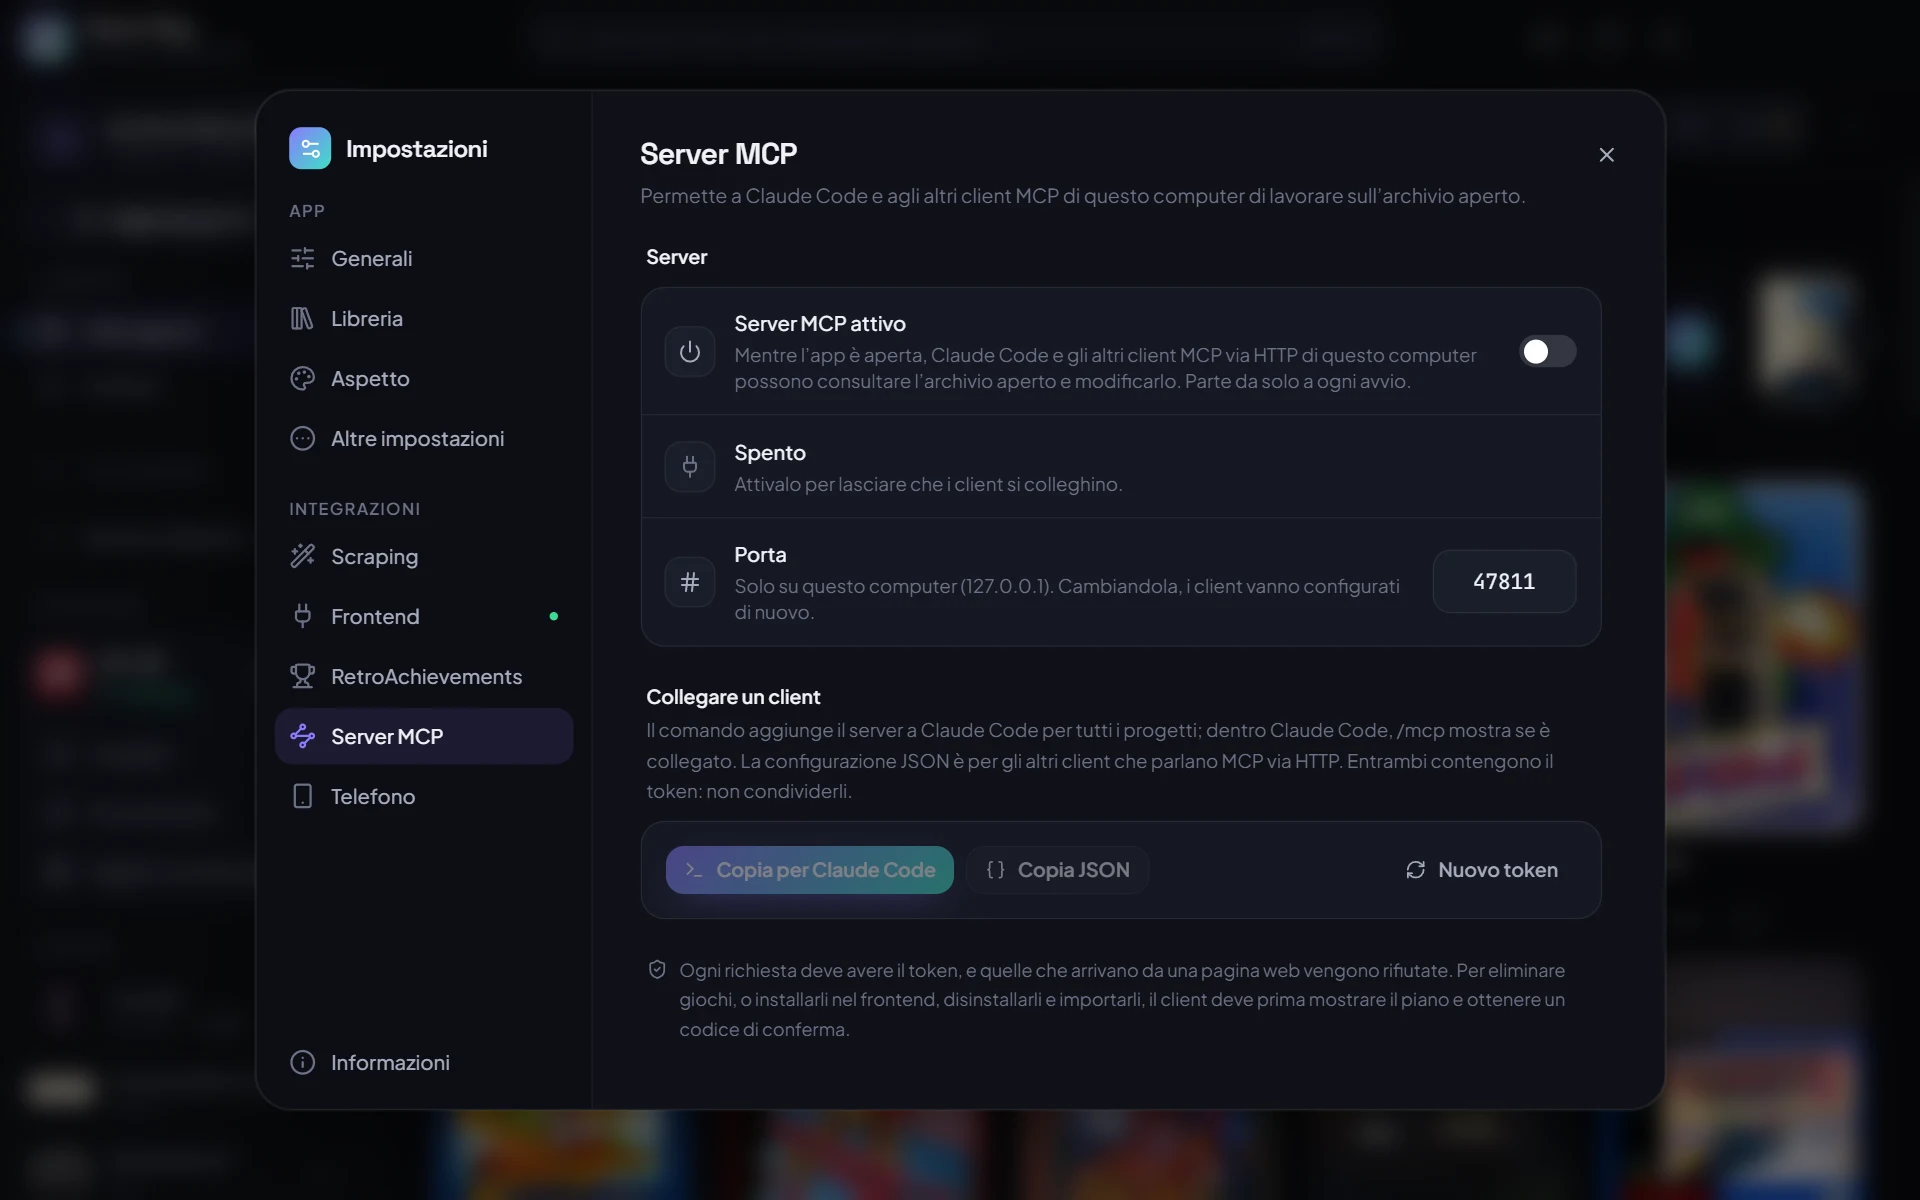 Impostazioni
APP
Generali
Libreria
Aspetto
Altre impostazioni
INTEGRAZIONI
Scraping
Frontend
RetroAchievements
Server MCP
Telefono
Informazioni
Server MCP
Permette a Claude Code e agli altri client MCP di questo computer di lavorare sull'archivio aperto.
Server
Server MCP attivo
Mentre l'app è aperta, Claude Code e gli altri client MCP via HTTP di questo computer
possono consultare l'archivio aperto e modificarlo. Parte da solo a ogni avvio.
Spento
Attivalo per lasciare che i client si colleghino.
Porta
Solo su questo computer (127.0.0.1). Cambiandola, i client vanno configurati
di nuovo.
47811
Collegare un client
Il comando aggiunge il server a Claude Code per tutti i progetti; dentro Claude Code, /mcp mostra se è
collegato. La configurazione JSON è per gli altri client che parlano MCP via HTTP. Entrambi contengono il
token: non condividerli.
Copia per Claude Code
{ } Copia JSON
Nuovo token
Ogni richiesta deve avere il token, e quelle che arrivano da una pagina web vengono rifiutate. Per eliminare
giochi, o installarli nel frontend, disinstallarli e importarli, il client deve prima mostrare il piano e ottenere un
codice di conferma.